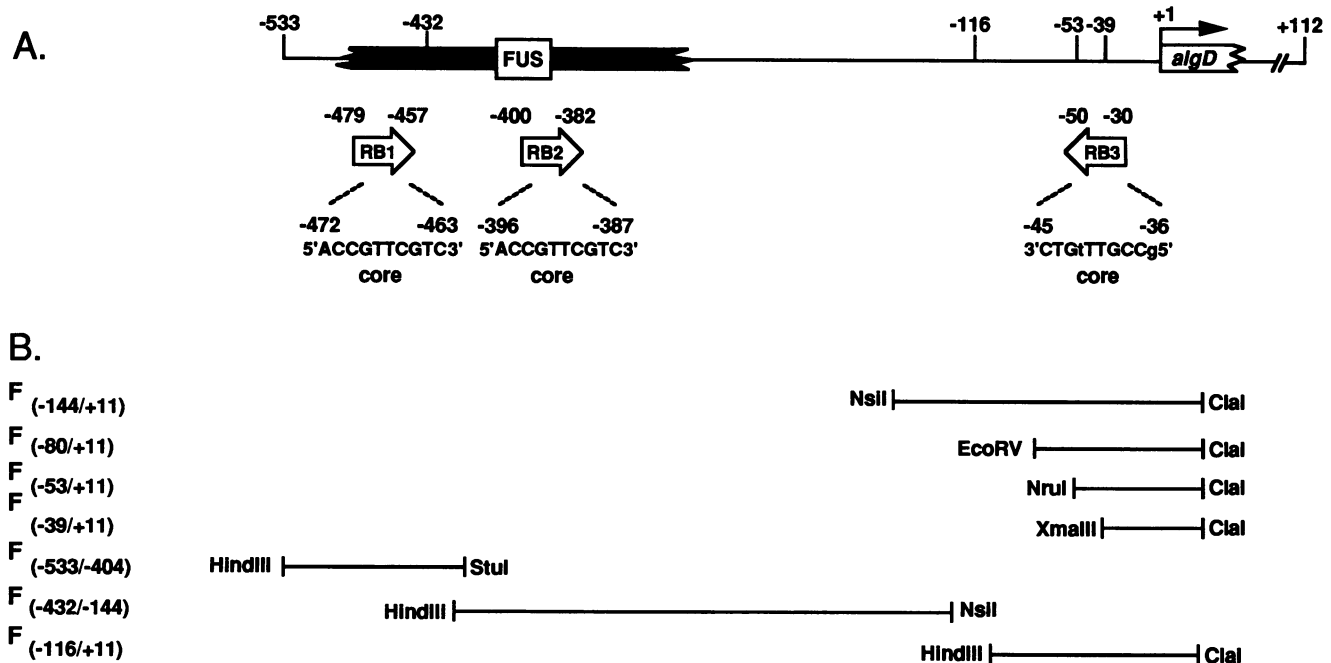 A.
-533 -432 -116 -53 -39 +1 +112
FUS algD
-479 -457 -400 -382 -50 -30
RB1 RB2 RB3
-472 -463 -396 -387 -45 -36
5'ACCGTTCGTC3' 5'ACCGTTCGTC3' 3'CTGtTTGCCg5'
core core core
B.
F (-144/+11) NsiI ClaI
F (-80/+11) EcoRV ClaI
F (-53/+11) NruI ClaI
F (-39/+11) XmaIII ClaI
F (-533/-404) HindIII StuI
F (-432/-144) HindIII NsiI
F (-116/+11) HindIII ClaI